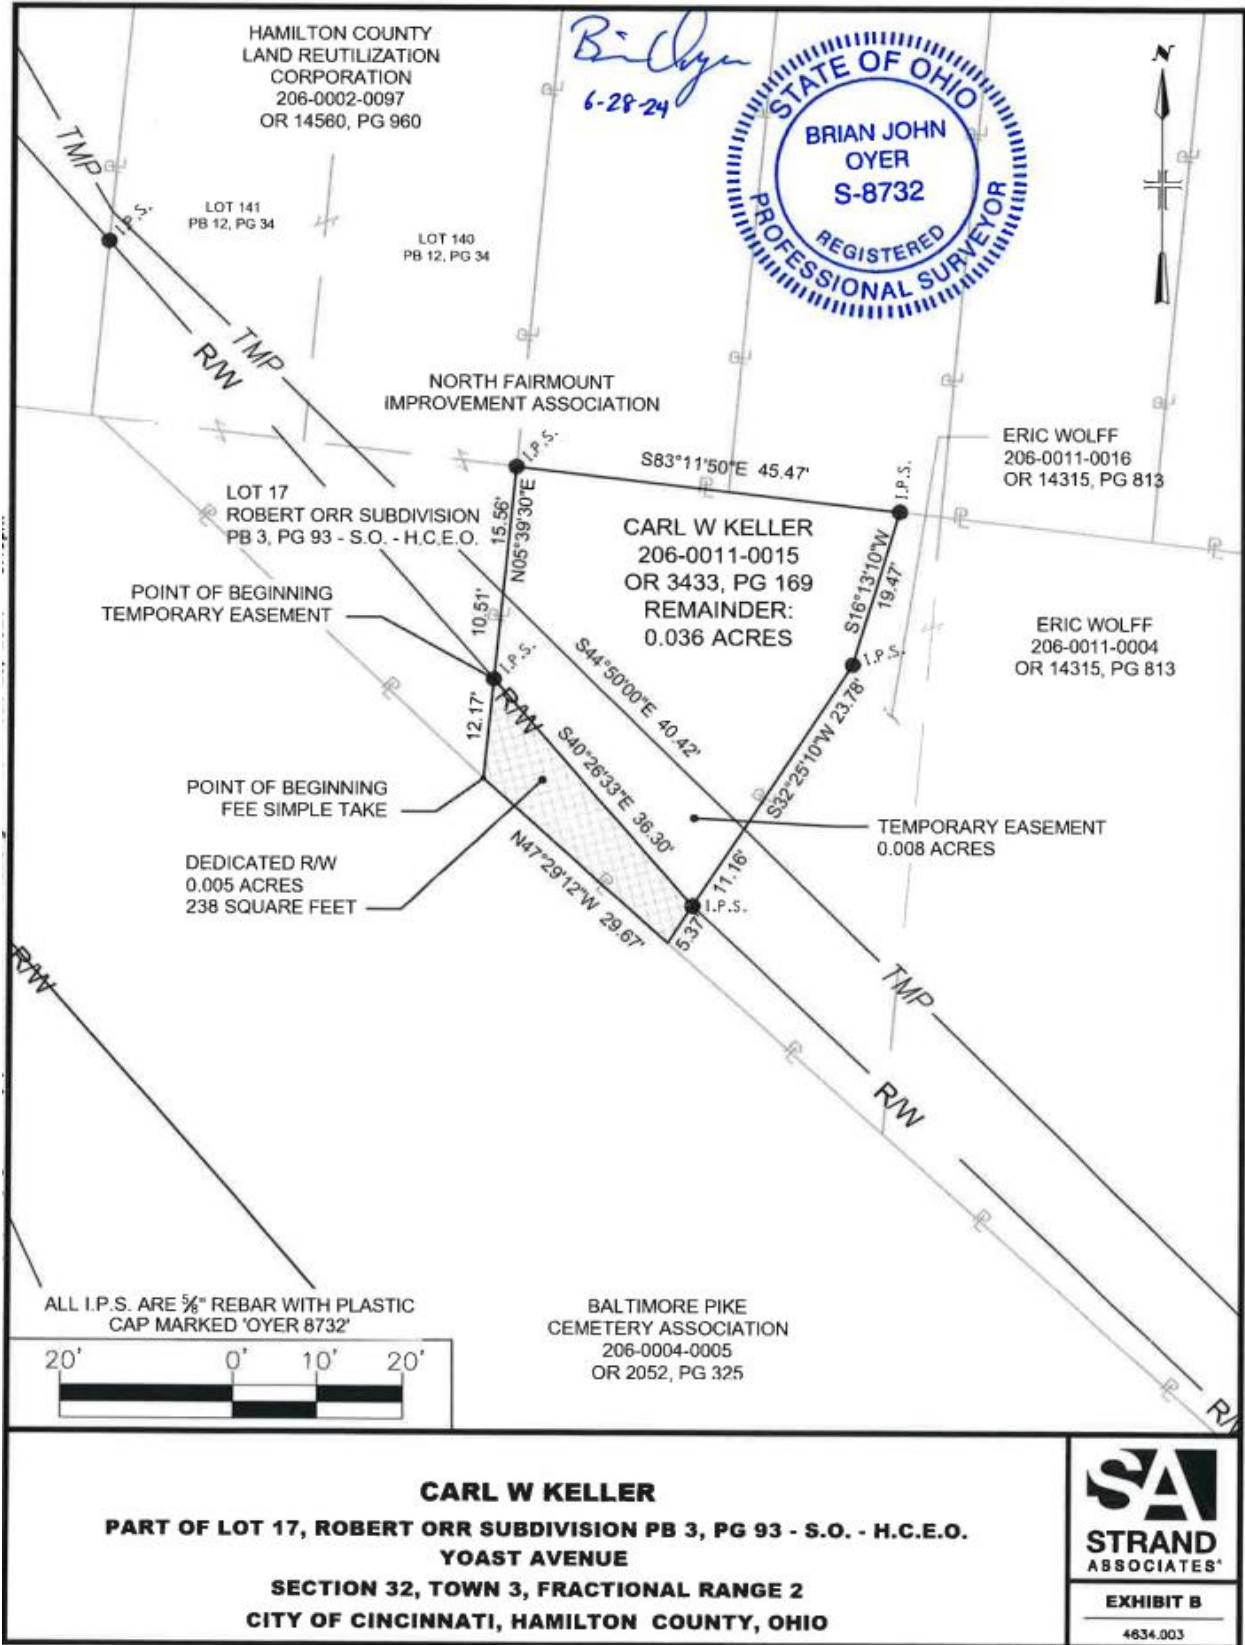 HAMILTON COUNTY
LAND REUTILIZATION
CORPORATION
206-0002-0097
OR 14560, PG 960
6-28-24
STATE OF OHIO
BRIAN JOHN
OYER
S-8732
REGISTERED
PROFESSIONAL SURVEYOR
N
TMP
I.P.S.
LOT 141
PB 12, PG 34
LOT 140
PB 12, PG 34
TMP
R/W
NORTH FAIRMOUNT
IMPROVEMENT ASSOCIATION
I.P.S.
S83°11'50"E 45.47'
I.P.S.
ERIC WOLFF
206-0011-0016
OR 14315, PG 813
LOT 17
ROBERT ORR SUBDIVISION
PB 3, PG 93 - S.O. - H.C.E.O.
15.56'
N05°39'30"E
10.51'
CARL W KELLER
206-0011-0015
OR 3433, PG 169
REMAINDER:
0.036 ACRES
S16°13'10"W
19.47'
I.P.S.
ERIC WOLFF
206-0011-0004
OR 14315, PG 813
POINT OF BEGINNING
TEMPORARY EASEMENT
I.P.S.
R/W
12.17'
S44°50'00"E 40.42'
S40°26'33"E 36.30'
S32°25'10"W 23.78'
POINT OF BEGINNING
FEE SIMPLE TAKE
TEMPORARY EASEMENT
0.008 ACRES
DEDICATED R/W
0.005 ACRES
238 SQUARE FEET
N47°29'12"W 29.67'
11.16'
I.P.S.
5.37'
TMP
R/W
R/W
R/W
ALL I.P.S. ARE ⅝" REBAR WITH PLASTIC
CAP MARKED 'OYER 8732'
20' 0' 10' 20'
BALTIMORE PIKE
CEMETERY ASSOCIATION
206-0004-0005
OR 2052, PG 325
CARL W KELLER
PART OF LOT 17, ROBERT ORR SUBDIVISION PB 3, PG 93 - S.O. - H.C.E.O.
YOAST AVENUE
SECTION 32, TOWN 3, FRACTIONAL RANGE 2
CITY OF CINCINNATI, HAMILTON COUNTY, OHIO
SA
STRAND
ASSOCIATES®
EXHIBIT B
4634.003